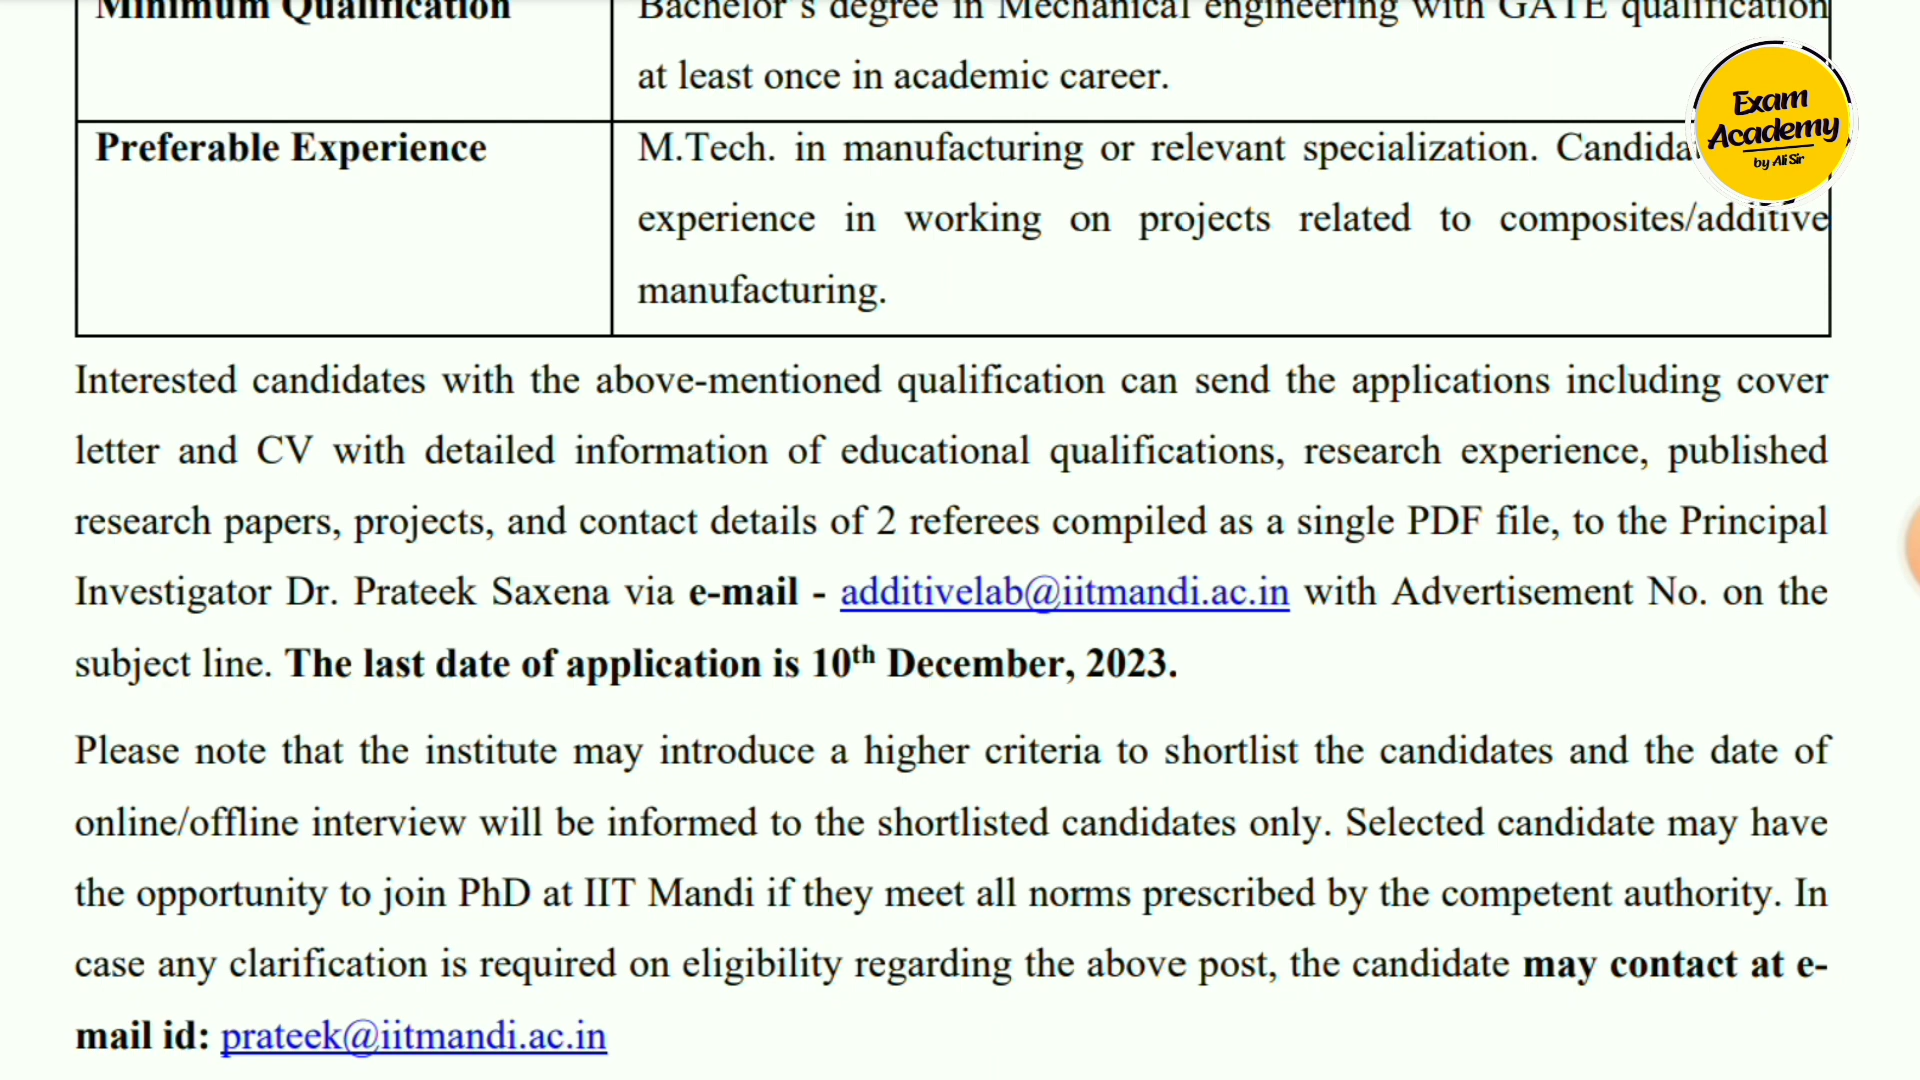 Minimum Qualification
Bachelor's degree in Mechanical engineering with GATE qualification
at least once in academic career.
Preferable Experience
M.Tech. in manufacturing or relevant specialization.
experience in working on projects related to composites/additive
manufacturing.
Exam
Academy
by Ali Sir
Interested candidates with the above-mentioned qualification can send the applications including cover
letter and CV with detailed information of educational qualifications, research experience, published
research papers, projects, and contact details of 2 referees compiled as a single PDF file, to the Principal
Investigator Dr. Prateek Saxena via e-mail - additivelab@iitmandi.ac.in with Advertisement No. on the
subject line. The last date of application is 10th December, 2023.
Please note that the institute may introduce a higher criteria to shortlist the candidates and the date of
online/offline interview will be informed to the shortlisted candidates only. Selected candidate may have
the opportunity to join PhD at IIT Mandi if they meet all norms prescribed by the competent authority. In
case any clarification is required on eligibility regarding the above post, the candidate may contact at e-
mail id: prateek@iitmandi.ac.in